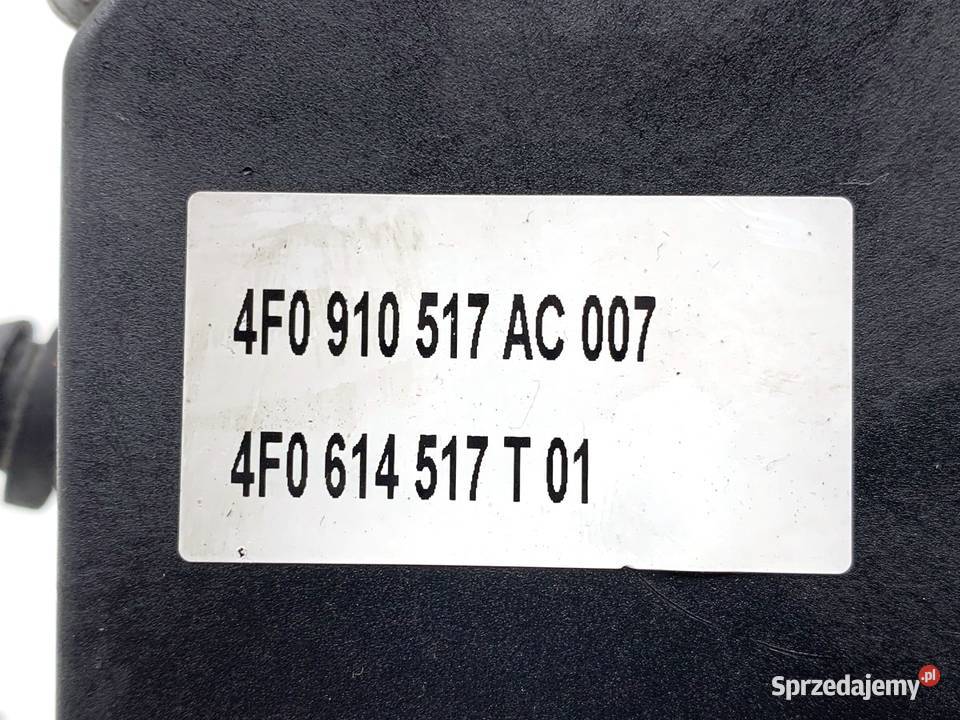 4F0 910 517 AC 007
4F0 614 517 T 01
Sprzedajemy.pl